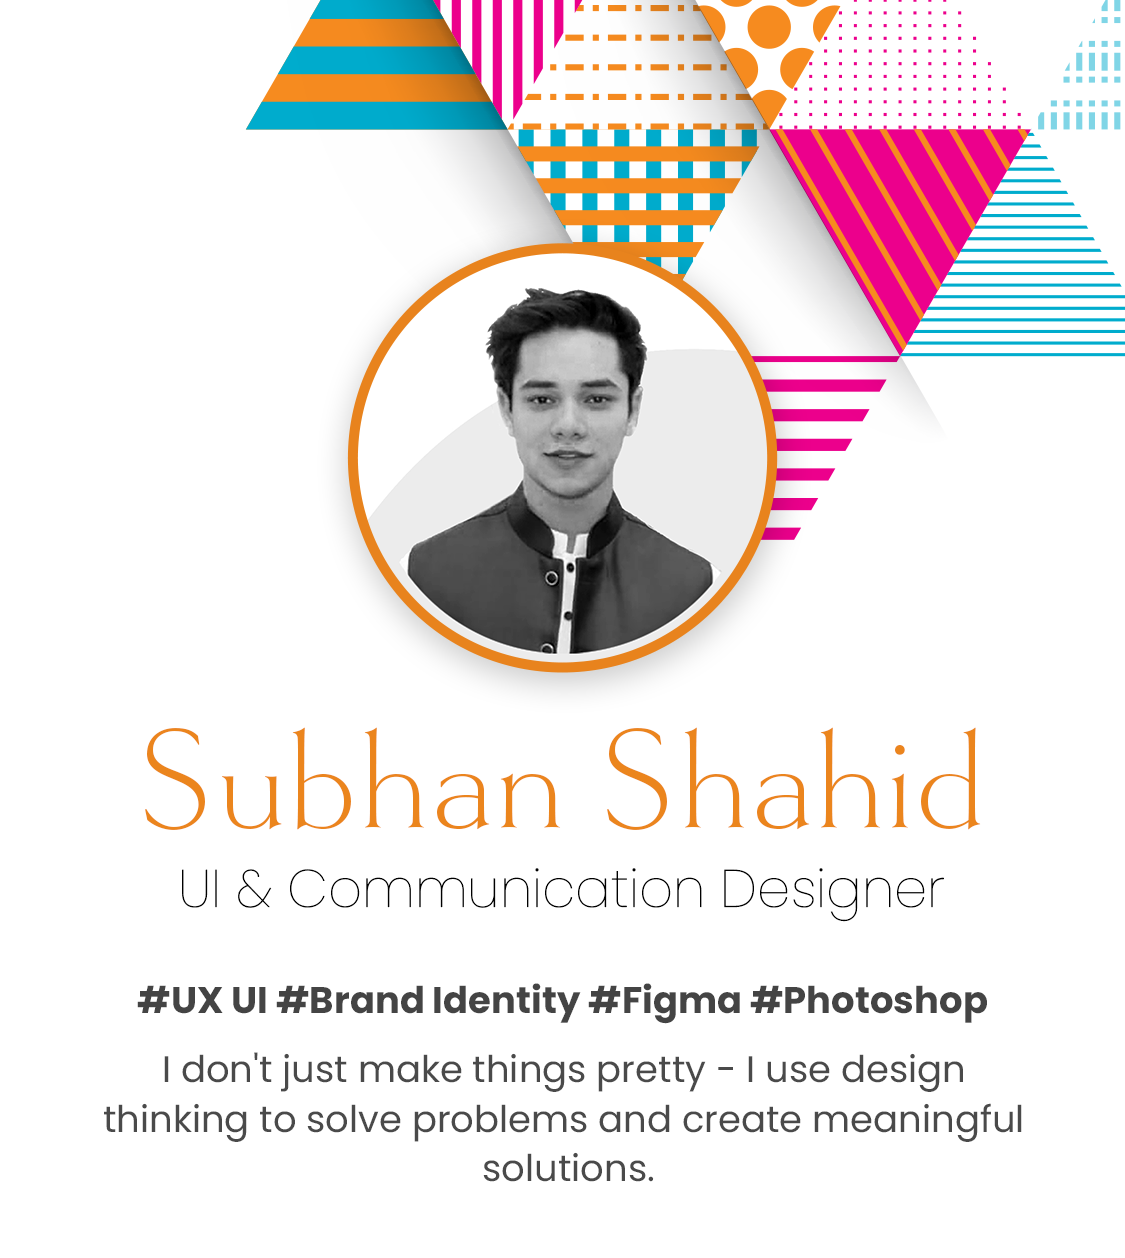 Subhan Shahid
UI & Communication Designer
#UX UI #Brand Identity #Figma #Photoshop
I don't just make things pretty - I use design
thinking to solve problems and create meaningful
solutions.